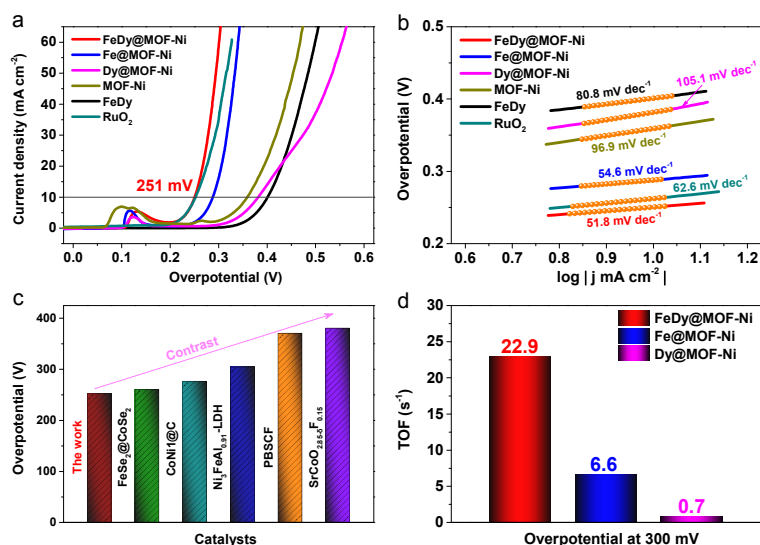 a
FeDy@MOF-Ni
Fe@MOF-Ni
Dy@MOF-Ni
MOF-Ni
FeDy
RuO₂
251 mV
Current density (mA cm⁻²)
60
50
40
30
20
10
0
0.0 0.1 0.2 0.3 0.4 0.5 0.6
Overpotential (V)
b
FeDy@MOF-Ni
Fe@MOF-Ni
Dy@MOF-Ni
MOF-Ni
FeDy
RuO₂
105.1 mV dec⁻¹
80.8 mV dec⁻¹
96.9 mV dec⁻¹
54.6 mV dec⁻¹
62.6 mV dec⁻¹
51.8 mV dec⁻¹
Overpotential (V)
0.5
0.4
0.3
0.2
0.6 0.7 0.8 0.9 1.0 1.1 1.2
log | j mA cm⁻² |
c
Contrast
Overpotential (V)
400
300
200
100
0
The work
FeSe₂@CoSe₂
CoNi1@C
Ni₃FeAl₀.₉₁-LDH
PBSCF
SrCoO₂.₈₅₋δF₀.₁₅
Catalysts
d
FeDy@MOF-Ni
Fe@MOF-Ni
Dy@MOF-Ni
22.9
6.6
0.7
TOF (s⁻¹)
30
25
20
15
10
5
0
Overpotential at 300 mV